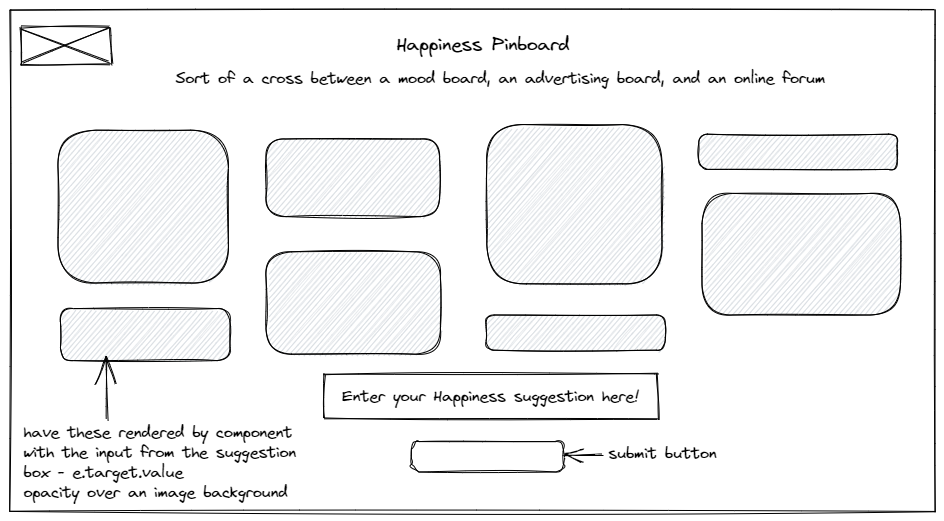 Happiness Pinboard
Sort of a cross between a mood board, an advertising board, and an online forum
Enter your Happiness suggestion here!
submit button
have these rendered by component
with the input from the suggestion
box - e.target.value
opacity over an image background